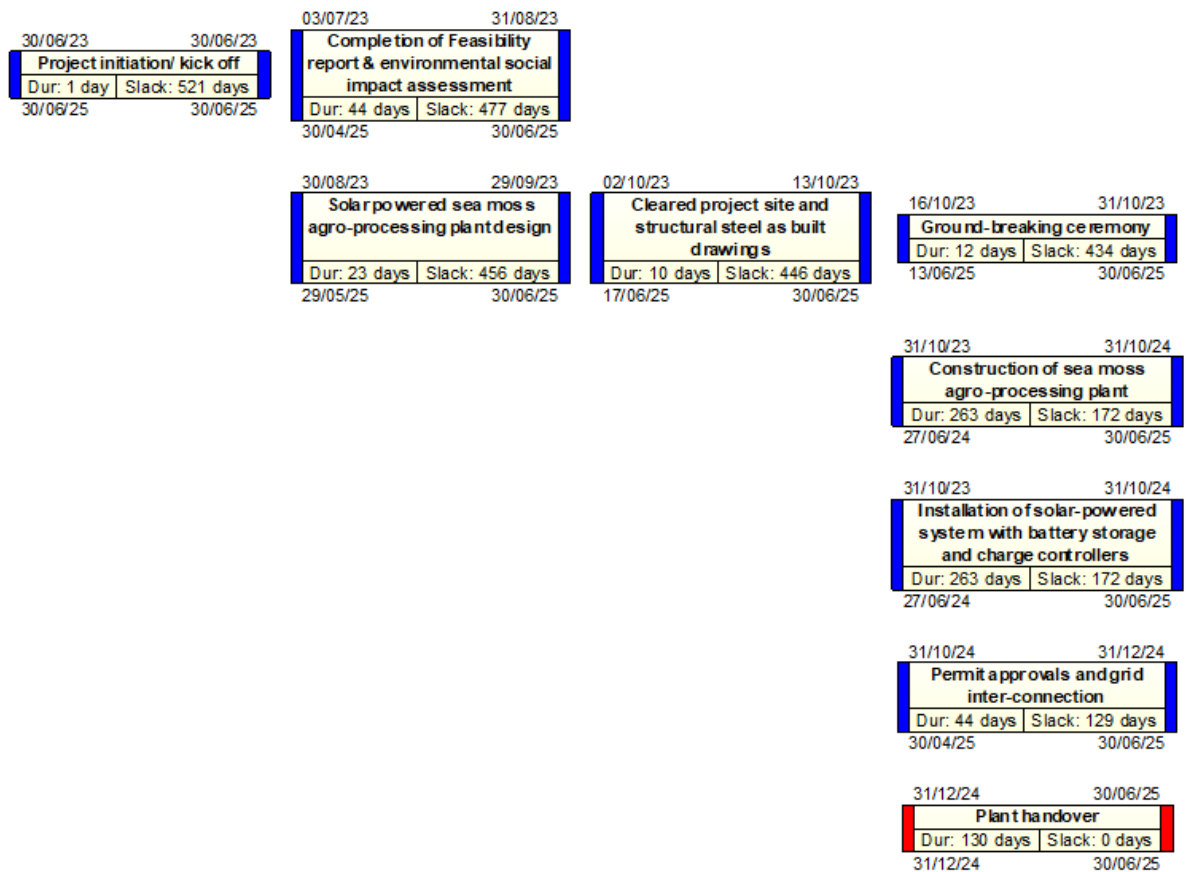 30/06/23 30/06/23
Project initiation/ kick off
Dur: 1 day Slack: 521 days
30/06/25 30/06/25
03/07/23 31/08/23
Completion of Feasibility
report & environmental social
impact assessment
Dur: 44 days Slack: 477 days
30/04/25 30/06/25
30/08/23 29/09/23
Solar powered sea moss
agro-processing plant design
Dur: 23 days Slack: 456 days
29/05/25 30/06/25
02/10/23 13/10/23
Cleared project site and
structural steel as built
drawings
Dur: 10 days Slack: 446 days
17/06/25 30/06/25
16/10/23 31/10/23
Ground-breaking ceremony
Dur: 12 days Slack: 434 days
13/06/25 30/06/25
31/10/23 31/10/24
Construction of sea moss
agro-processing plant
Dur: 263 days Slack: 172 days
27/06/24 30/06/25
31/10/23 31/10/24
Installation of solar-powered
system with battery storage
and charge controllers
Dur: 263 days Slack: 172 days
27/06/24 30/06/25
31/10/24 31/12/24
Permit approvals and grid
inter-connection
Dur: 44 days Slack: 129 days
30/04/25 30/06/25
31/12/24 30/06/25
Plant handover
Dur: 130 days Slack: 0 days
31/12/24 30/06/25